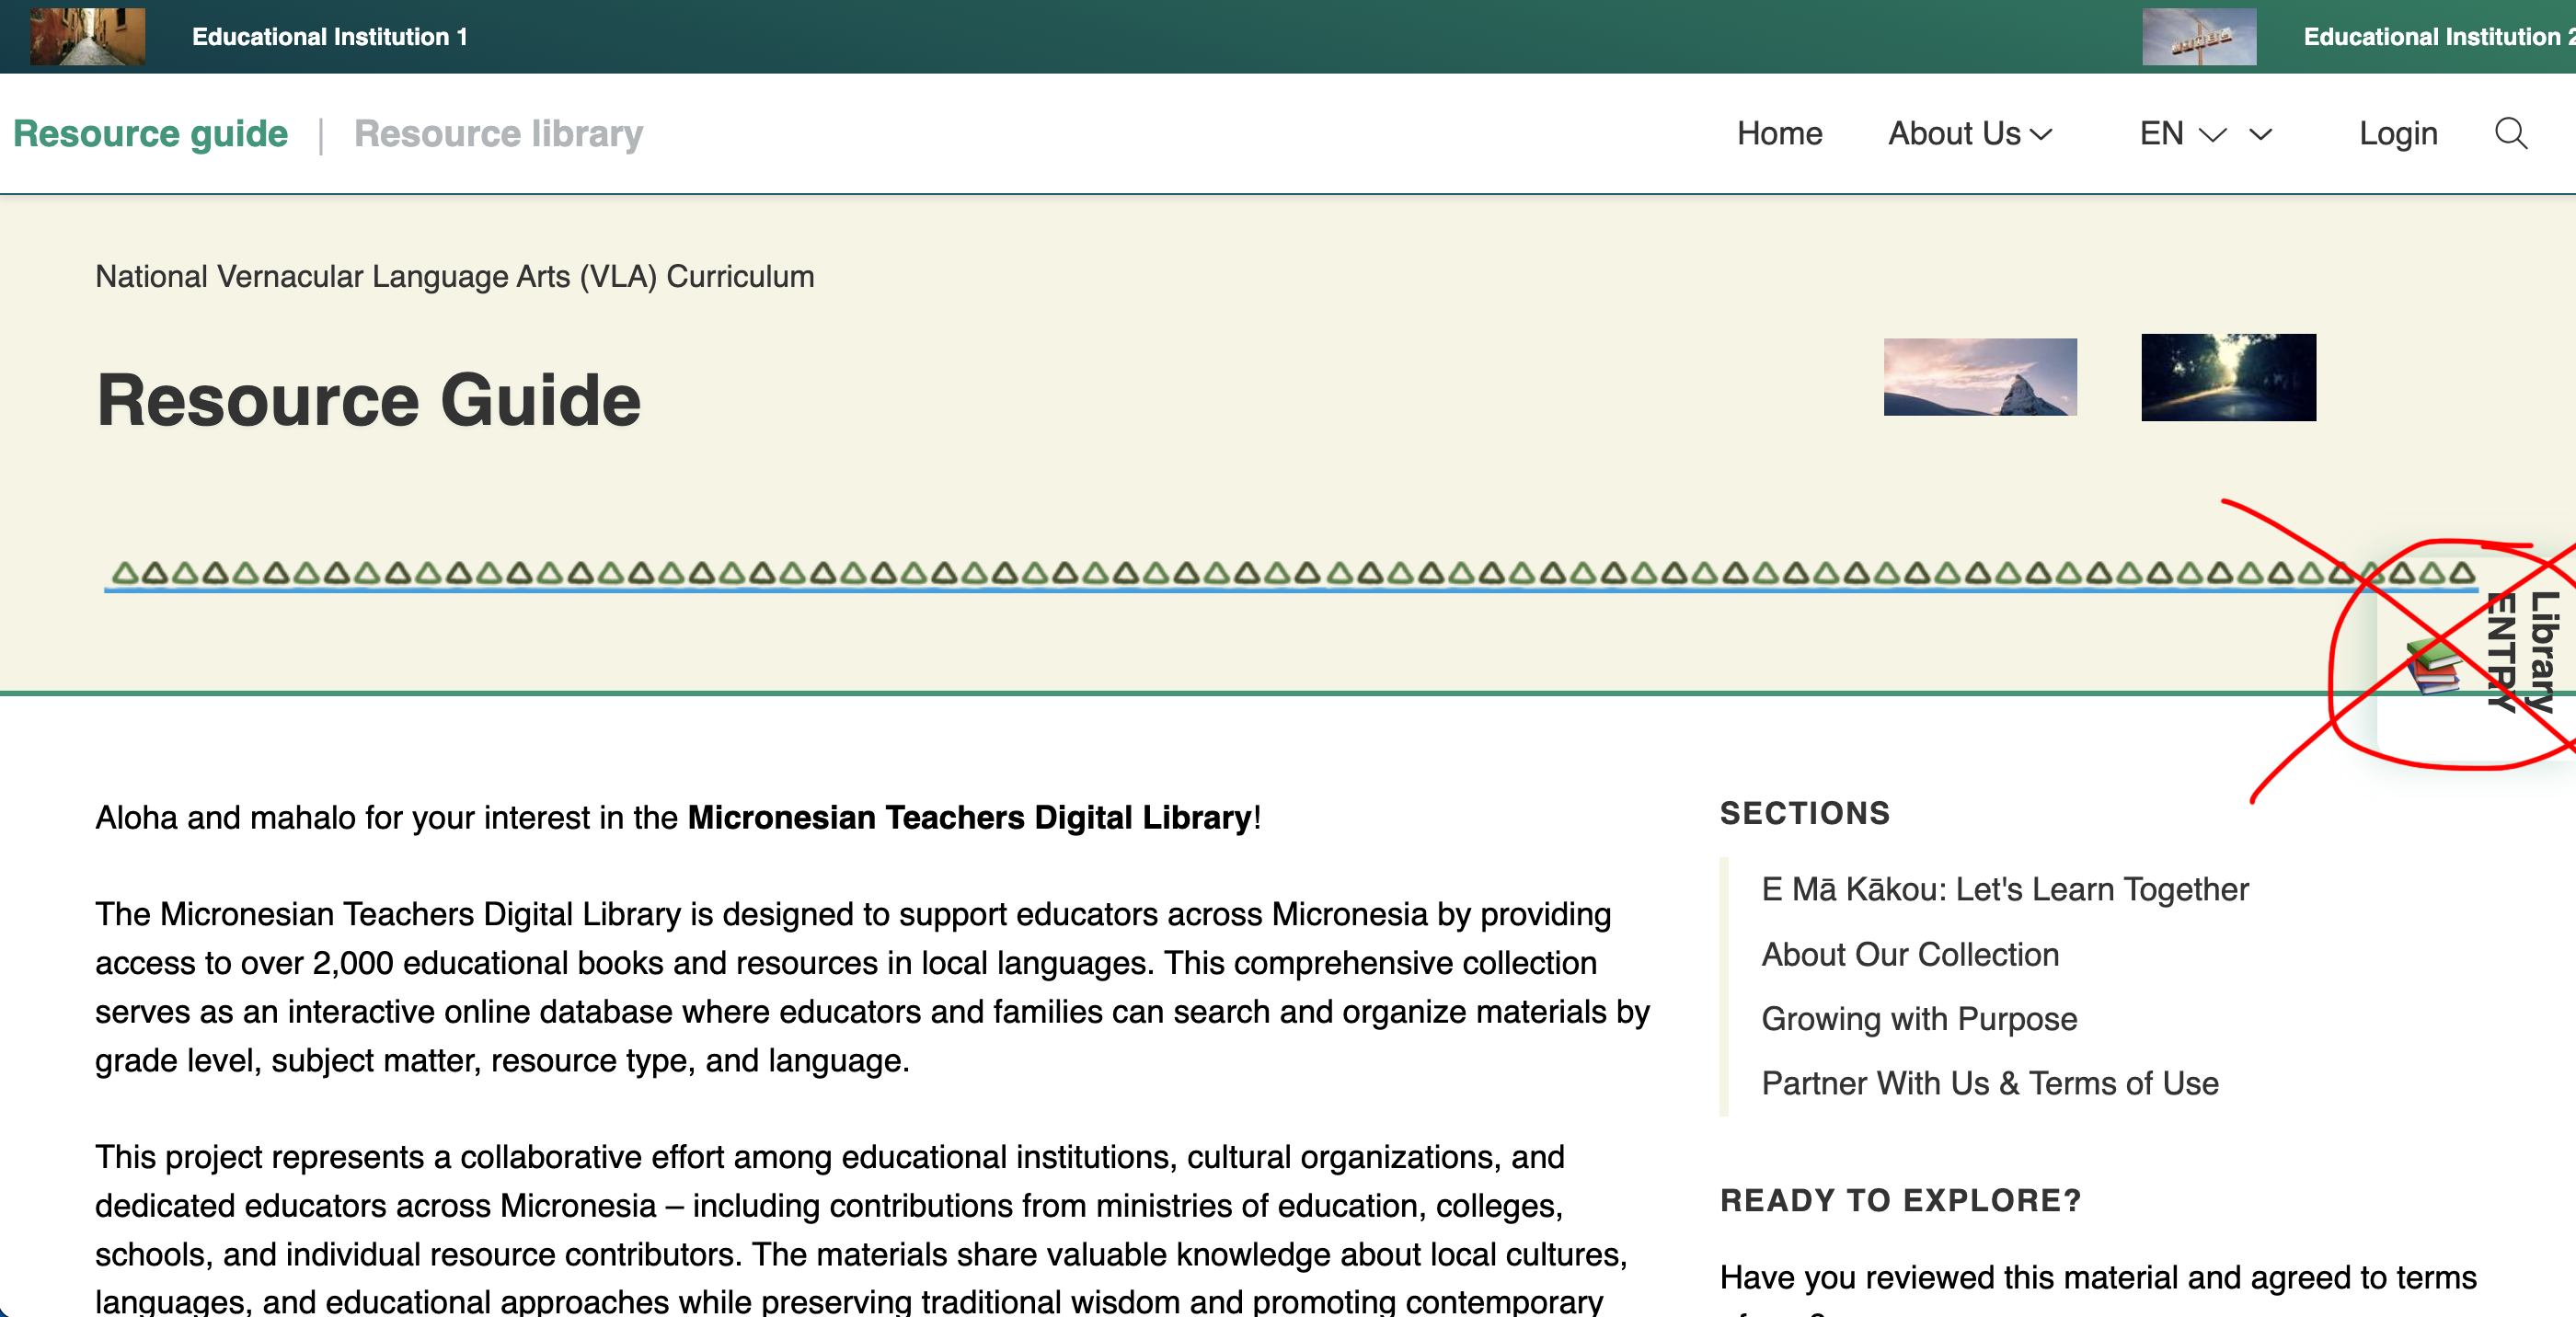 Educational Institution 1
Educational Institution 2
Resource guide | Resource library
Home
About Us
EN
Login
National Vernacular Language Arts (VLA) Curriculum
Resource Guide
Library
ENTRY
Aloha and mahalo for your interest in the Micronesian Teachers Digital Library!
The Micronesian Teachers Digital Library is designed to support educators across Micronesia by providing
access to over 2,000 educational books and resources in local languages. This comprehensive collection
serves as an interactive online database where educators and families can search and organize materials by
grade level, subject matter, resource type, and language.
This project represents a collaborative effort among educational institutions, cultural organizations, and
dedicated educators across Micronesia – including contributions from ministries of education, colleges,
schools, and individual resource contributors. The materials share valuable knowledge about local cultures,
languages, and educational approaches while preserving traditional wisdom and promoting contemporary
SECTIONS
E Mā Kākou: Let's Learn Together
About Our Collection
Growing with Purpose
Partner With Us & Terms of Use
READY TO EXPLORE?
Have you reviewed this material and agreed to terms